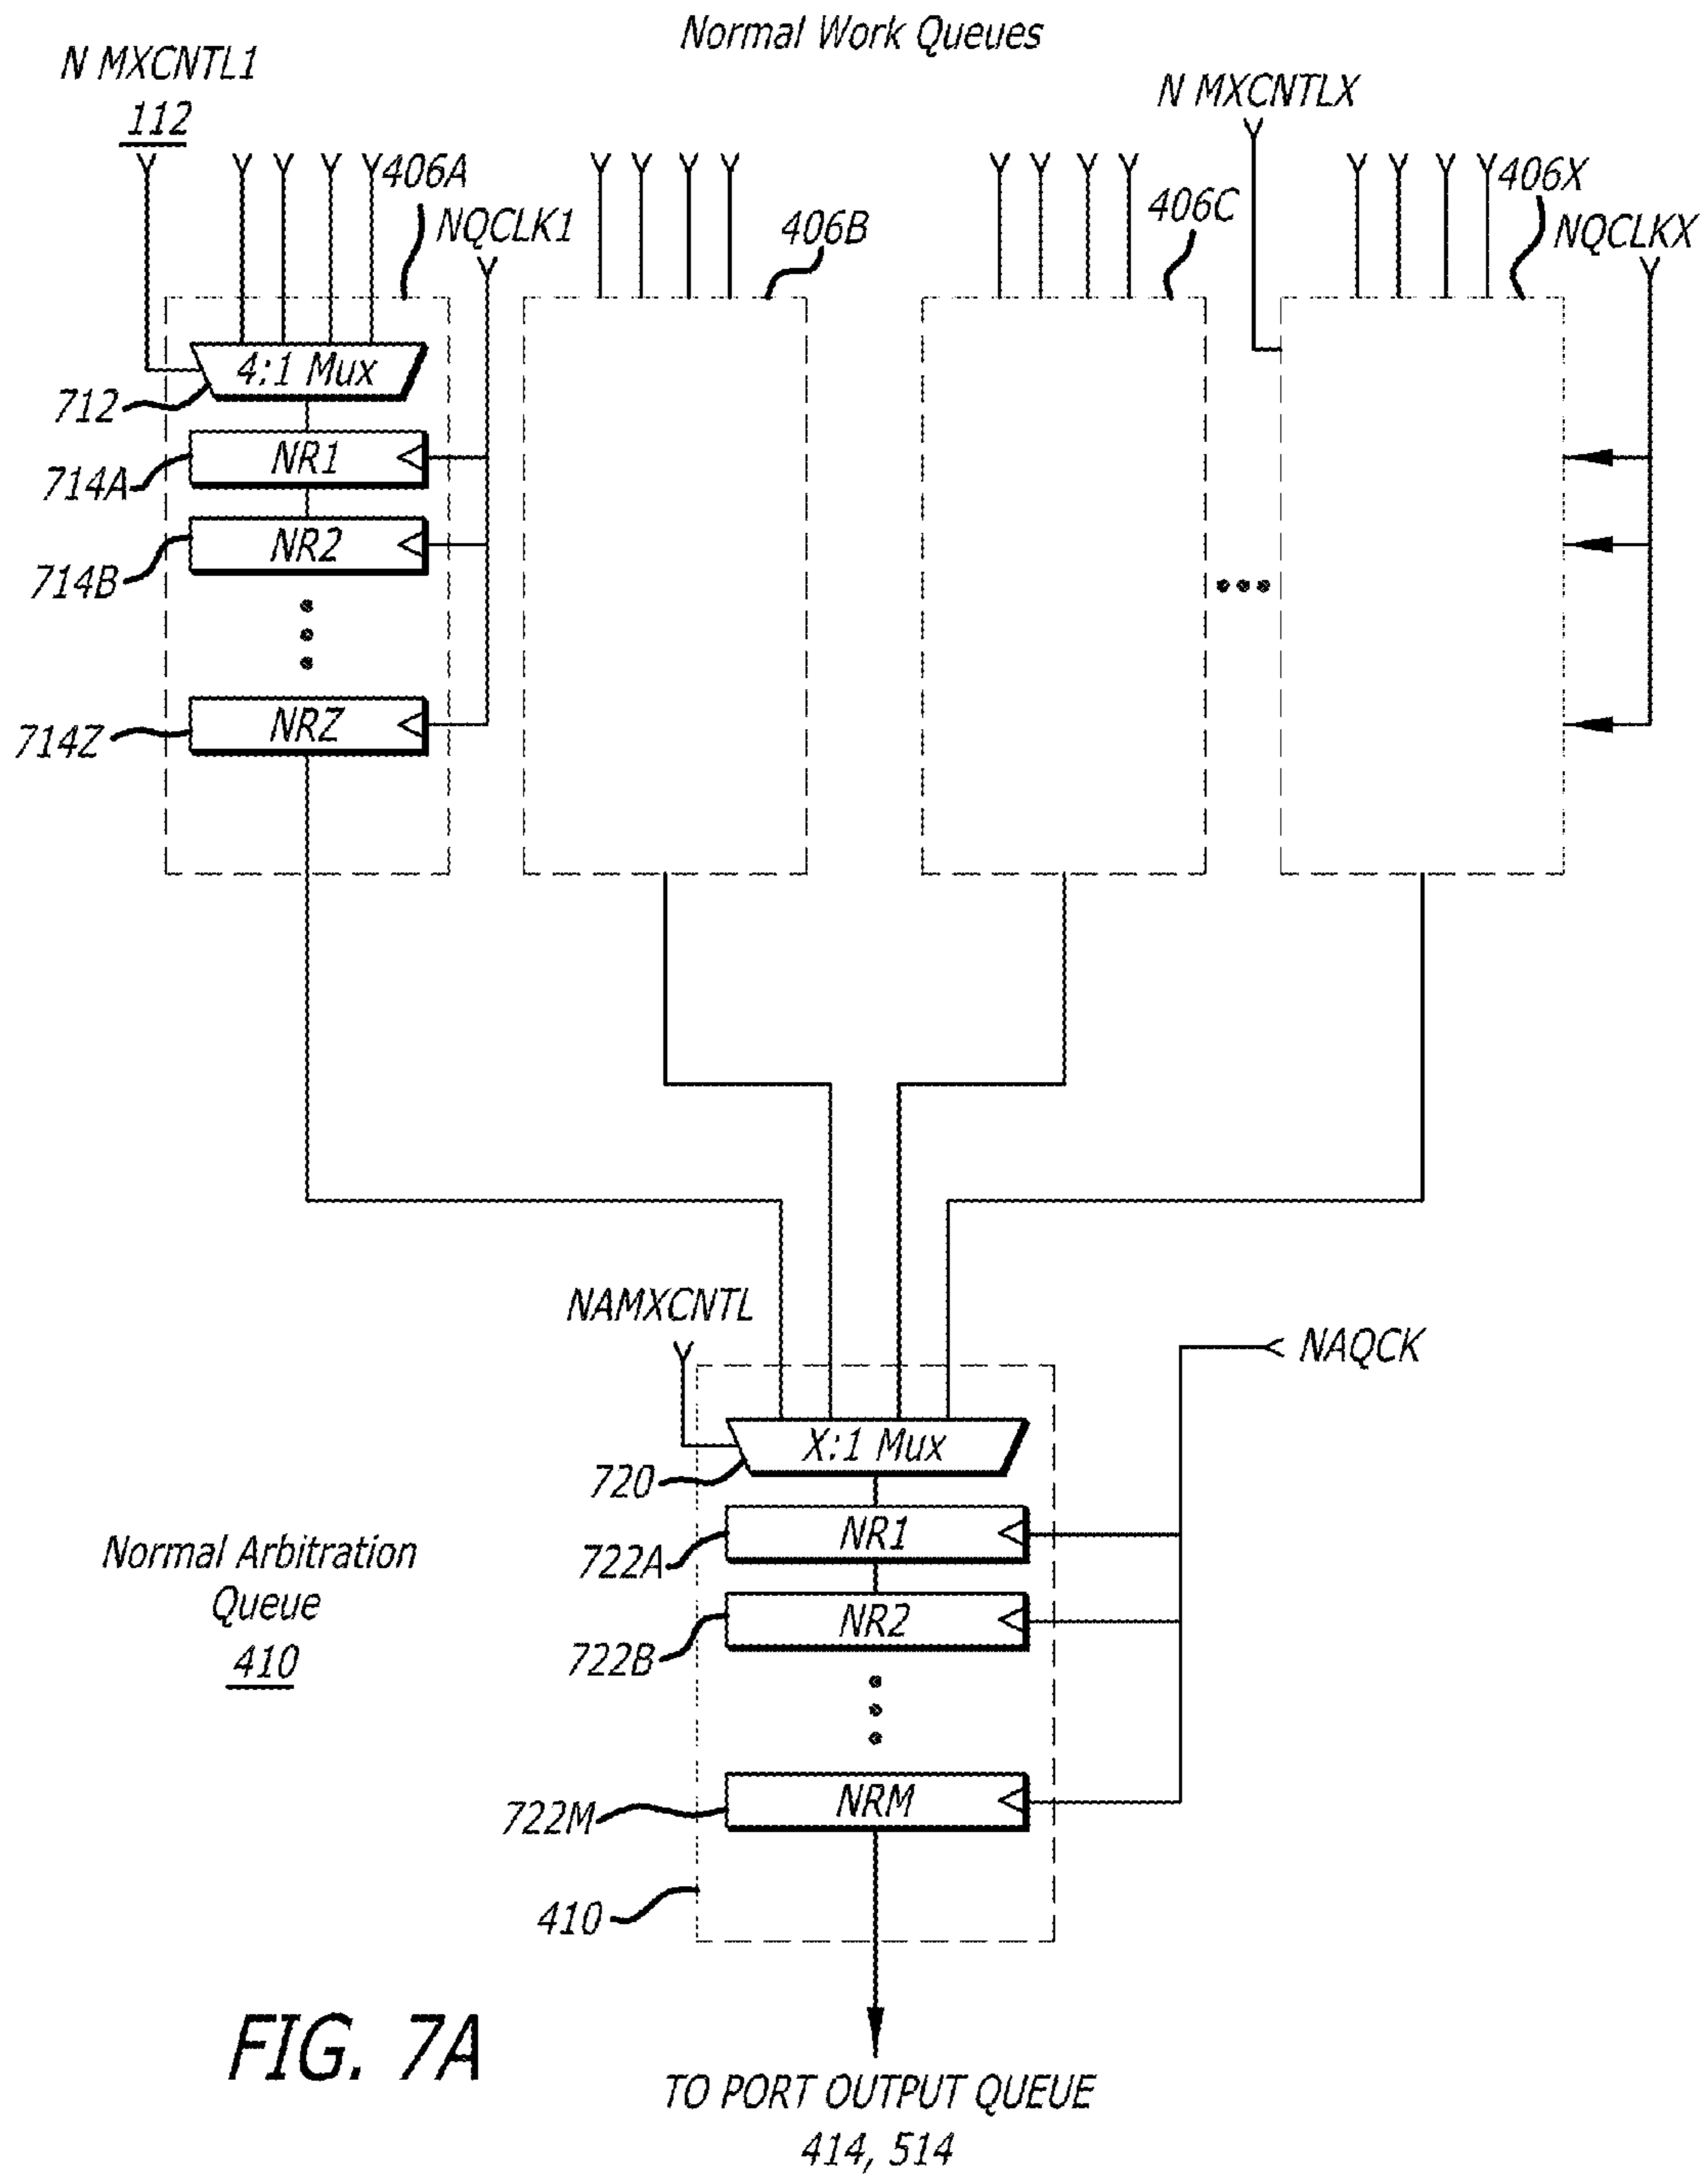 Normal Work Queues
N MXCNTL1
112
N MXCNTLX
406A
NQCLK1
406B
406C
406X
NQCLKX
4:1 Mux
712
NR1
714A
NR2
714B
NRZ
714Z
NAMXCNTL
NAQCK
X:1 Mux
720
Normal Arbitration
Queue
410
NR1
722A
NR2
722B
NRM
722M
410
FIG. 7A
TO PORT OUTPUT QUEUE
414, 514